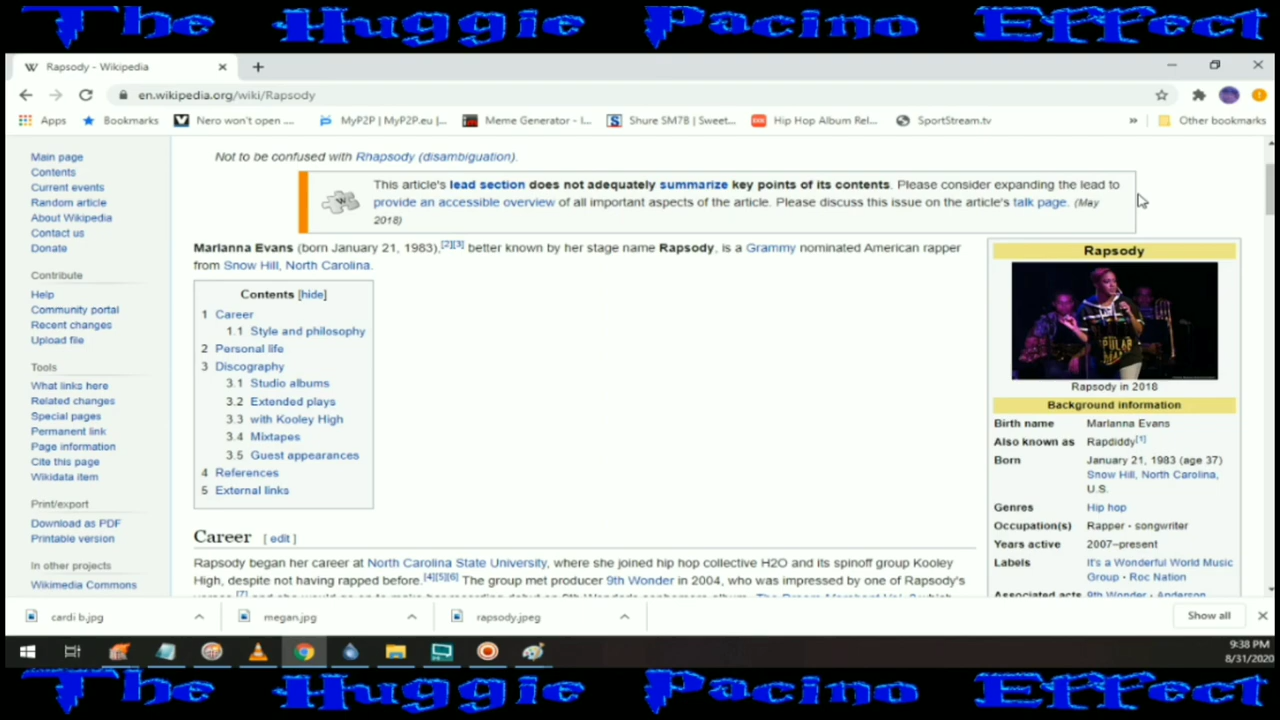 The Huggie Pacino Effect
Rapsody - Wikipedia
en.wikipedia.org/wiki/Rapsody
Apps Bookmarks Nero won't open .... MyP2P | MyP2P.eu |... Meme Generator - I... Shure SM7B | Sweet... Hip Hop Album Rel... SportStream.tv » Other bookmarks
Main page
Contents
Current events
Random article
About Wikipedia
Contact us
Donate
Contribute
Help
Community portal
Recent changes
Upload file
Tools
What links here
Related changes
Special pages
Permanent link
Page information
Cite this page
Wikidata item
Print/export
Download as PDF
Printable version
In other projects
Wikimedia Commons
Not to be confused with Rhapsody (disambiguation).
This article's lead section does not adequately summarize key points of its contents. Please consider expanding the lead to
provide an accessible overview of all important aspects of the article. Please discuss this issue on the article's talk page. (May
2018)
Marlanna Evans (born January 21, 1983),[2][3] better known by her stage name Rapsody, is a Grammy nominated American rapper
from Snow Hill, North Carolina.
Contents [hide]
1 Career
1.1 Style and philosophy
2 Personal life
3 Discography
3.1 Studio albums
3.2 Extended plays
3.3 with Kooley High
3.4 Mixtapes
3.5 Guest appearances
4 References
5 External links
Career [ edit ]
Rapsody began her career at North Carolina State University, where she joined hip hop collective H2O and its spinoff group Kooley
High, despite not having rapped before.[4][5][6] The group met producer 9th Wonder in 2004, who was impressed by one of Rapsody's
Rapsody
Rapsody in 2018
Background information
Birth name Marlanna Evans
Also known as Rapdiddy[1]
Born January 21, 1983 (age 37)
Snow Hill, North Carolina,
U.S.
Genres Hip hop
Occupation(s) Rapper · songwriter
Years active 2007–present
Labels It's a Wonderful World Music
Group · Roc Nation
Associated acts 9th Wonder · Anderson
cardi b.jpg megan.jpg rapsody.jpeg Show all
9:38 PM
8/31/2020
The Huggie Pacino Effect